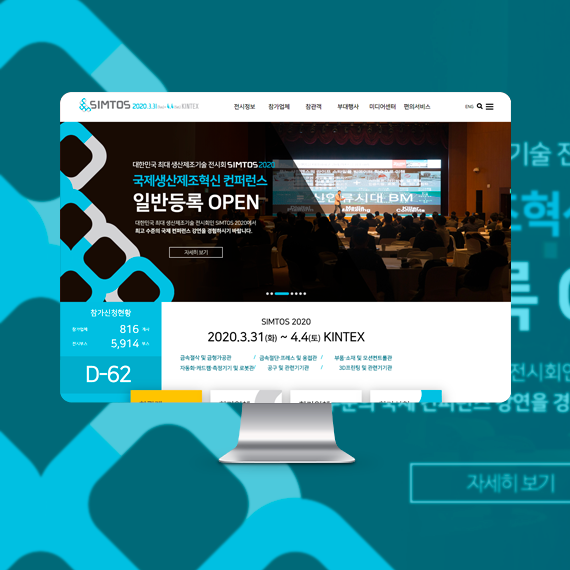 SIMTOS 2020 3.31 4.4 KINTEX
전시정보 참가업체 참관객 부대행사 미디어센터 편의서비스 ENG
대한민국 최대 생산제조기술 전시회 SIMTOS 2020
국제생산제조혁신 컨퍼런스
일반등록 OPEN
대한민국 최대 생산제조기술 전시회인 SIMTOS 2020에서
최고 수준의 국제 컨퍼런스 강연을 경험하시기 바랍니다.
자세히 보기
참가신청현황
참가업체 816 개사
전시부스 5,914 부스
D-62
SIMTOS 2020
2020.3.31(화) ~ 4.4(토) KINTEX
금속절삭 및 금형가공관 / 금속절단·프레스 및 용접관 / 부품·소재 및 모션컨트롤관
자동화·캐드캠·측정기기 및 로봇관 / 공구 및 관련기기관 / 3D프린팅 및 관련기기관
기술 전
혁
록
전시회인
국제 컨퍼런스 강연을 경
자세히 보기